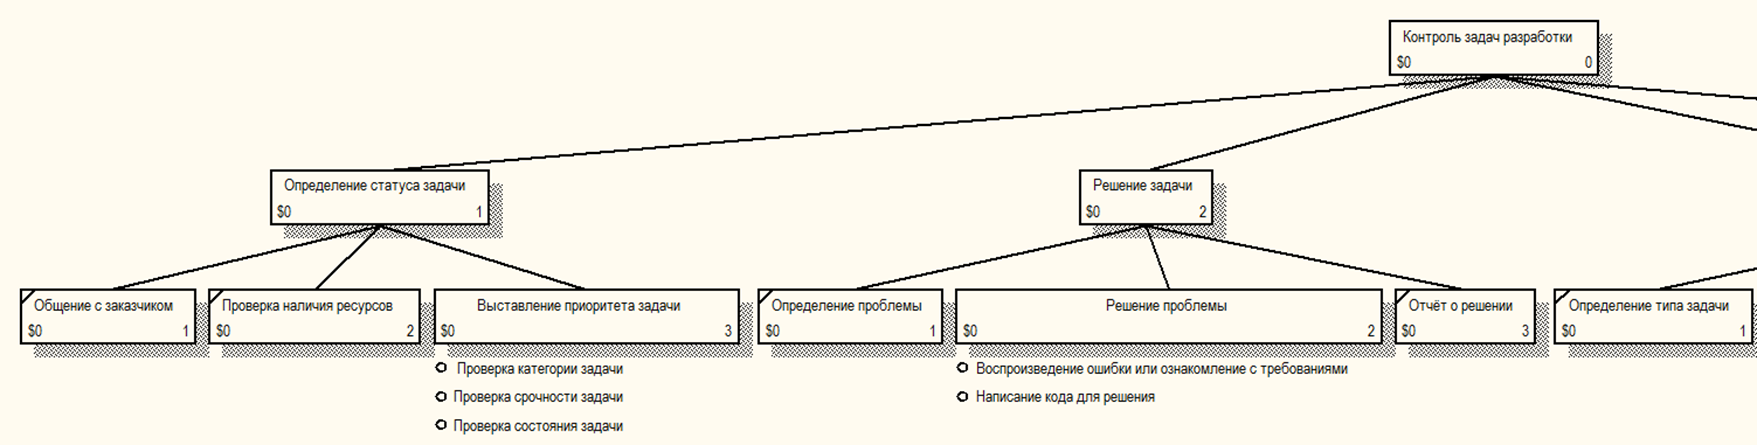 Контроль задач разработки
$0 0
Определение статуса задачи
$0 1
Решение задачи
$0 2
Общение с заказчиком
$0 1
Проверка наличия ресурсов
$0 2
Выставление приоритета задачи
$0 3
Определение проблемы
$0 1
Решение проблемы
$0 2
Отчёт о решении
$0 3
Определение типа задачи
$0 1
Проверка категории задачи
Проверка срочности задачи
Проверка состояния задачи
Воспроизведение ошибки или ознакомление с требованиями
Написание кода для решения